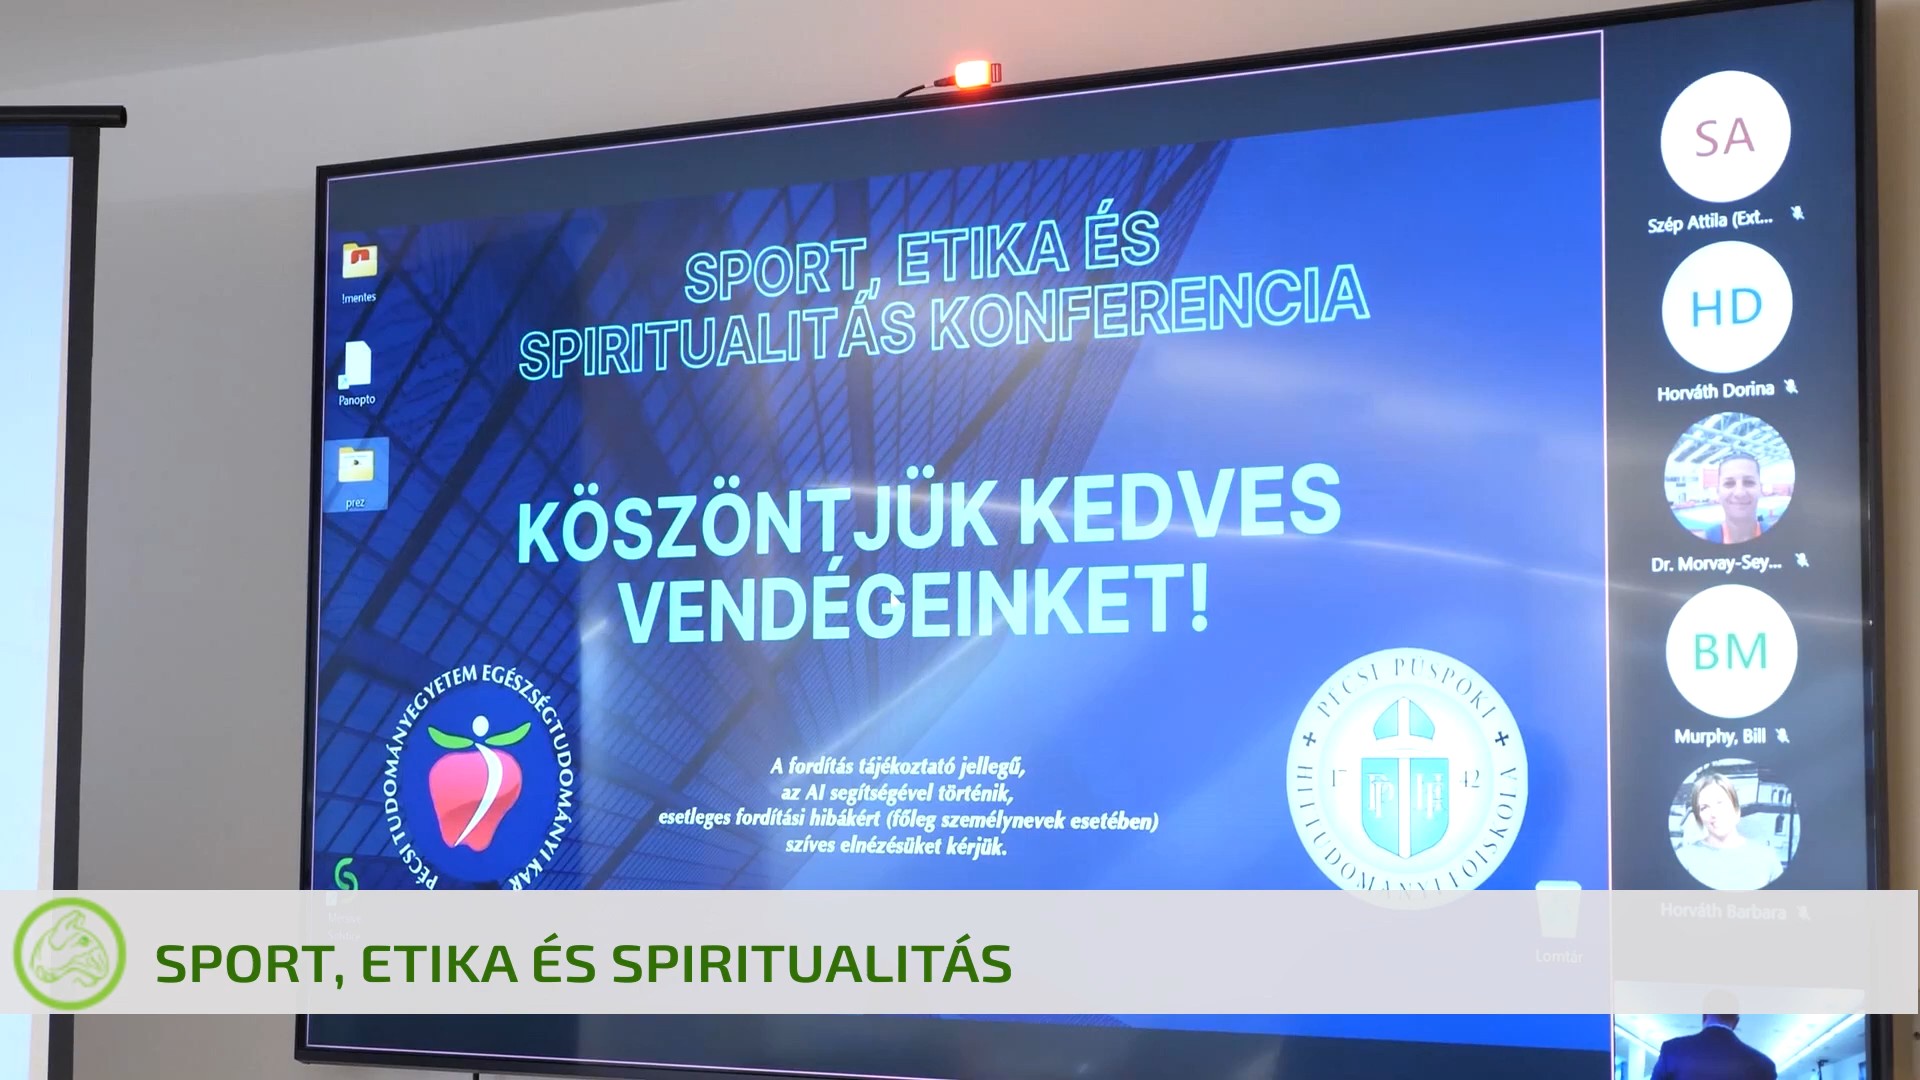 SPORT, ETIKA ÉS
SPIRITUALITÁS KONFERENCIA
KÖSZÖNTJÜK KEDVES
VENDÉGEINKET!
A fordítás tájékoztató jellegű,
az AI segítségével történik,
esetleges fordítási hibákért (főleg személynevek esetében)
szíves elnézésüket kérjük.
PÉCSI TUDOMÁNYEGYETEM EGÉSZSÉGTUDOMÁNYI KAR
PÉCSI PÜSPÖKI HITTUDOMÁNYI FŐISKOLA
17 42
PP HF
!mentes
Panopto
prez
Lomtár
SA
Szép Attila (Ext...
HD
Horváth Dorina
Dr. Morvay-Sey...
BM
Murphy, Bill
Horváth Barbara
SPORT, ETIKA ÉS SPIRITUALITÁS